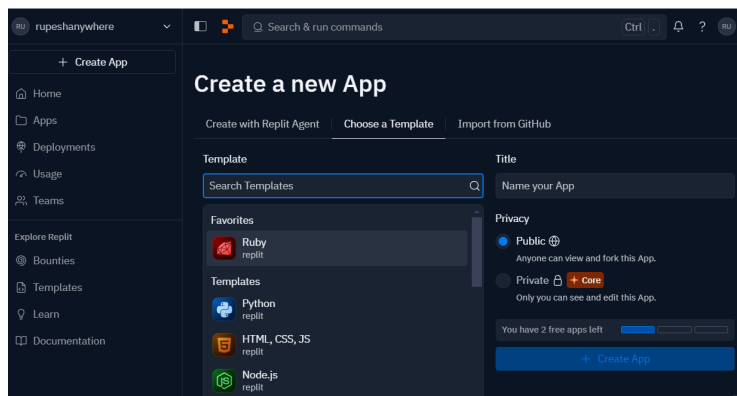 RU rupeshanywhere
Search & run commands Ctrl . ? RU
+ Create App
Home
Apps
Deployments
Usage
Teams
Explore Replit
Bounties
Templates
Learn
Documentation
Create a new App
Create with Replit Agent Choose a Template Import from GitHub
Template
Search Templates
Favorites
Ruby
replit
Templates
Python
replit
5 HTML, CSS, JS
replit
JS Node.js
replit
Title
Name your App
Privacy
Public
Anyone can view and fork this App.
Private + Core
Only you can see and edit this App.
You have 2 free apps left
+ Create App